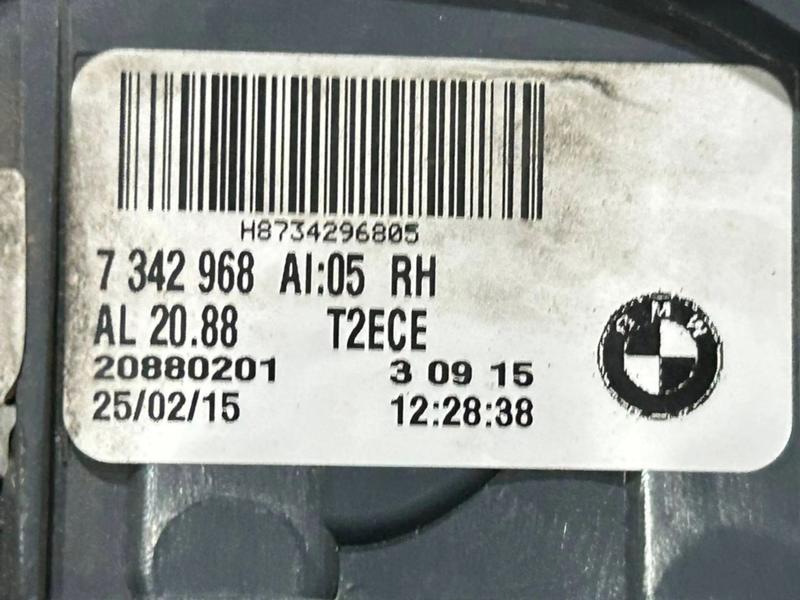 H8734296805
7 342 968 AI:05 RH
AL 20.88 T2ECE
20880201 3 09 15
25/02/15 12:28:38
BMW